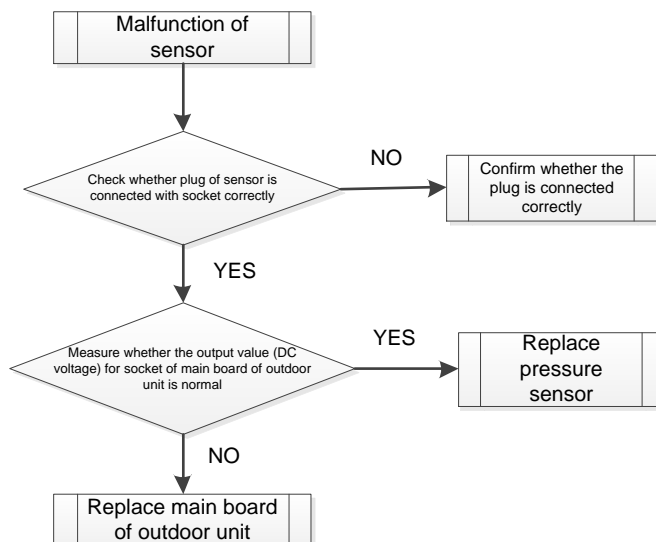 Malfunction of
sensor
Check whether plug of sensor is
connected with socket correctly
NO
Confirm whether the
plug is connected
correctly
YES
Measure whether the output value (DC
voltage) for socket of main board of outdoor
unit is normal
YES
Replace
pressure
sensor
NO
Replace main board
of outdoor unit